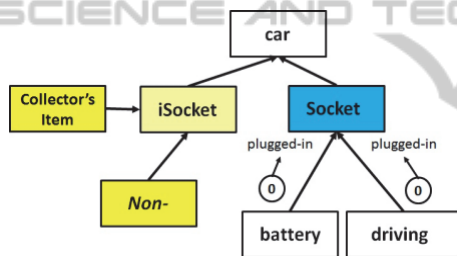 SCIENCE AND TEC
car
Collector's
Item
iSocket
Socket
plugged-in
plugged-in
0
0
Non-
battery
driving